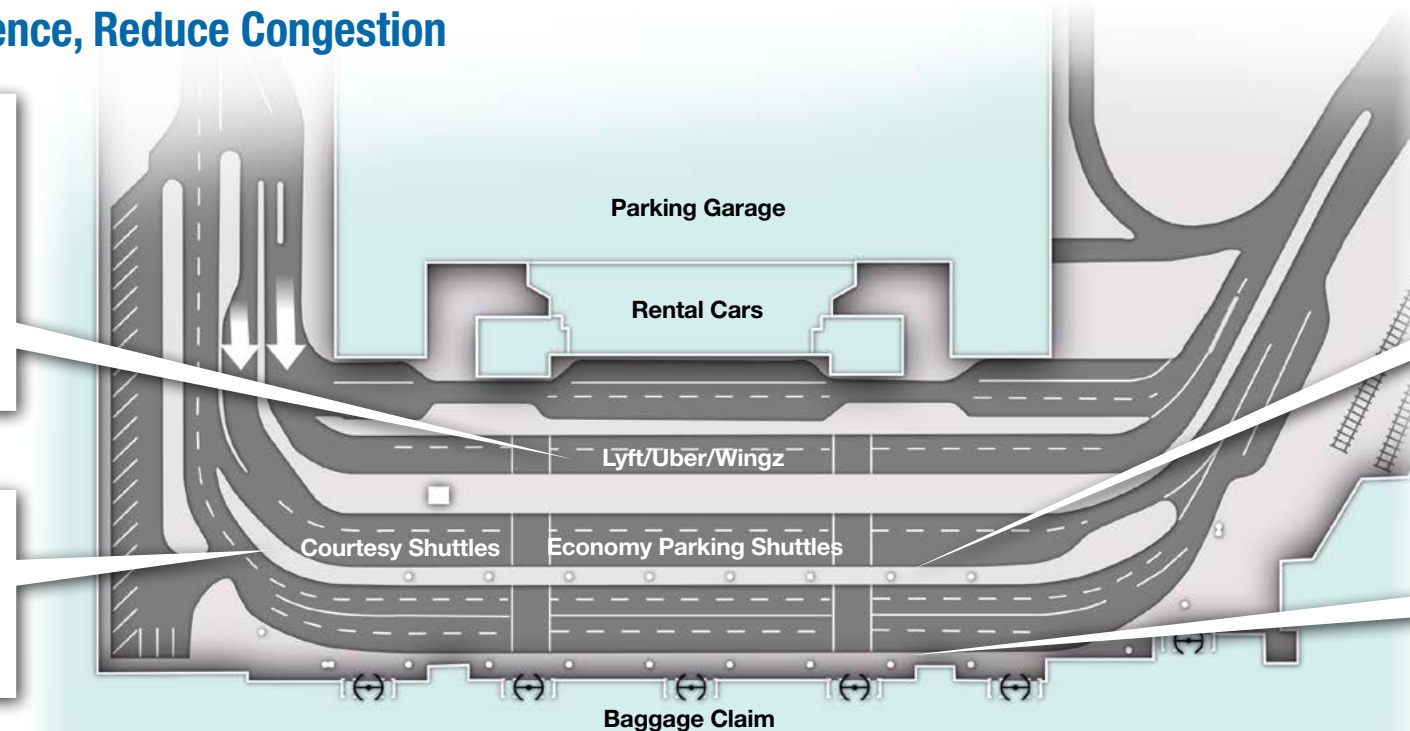 ence, Reduce Congestion
Parking Garage
Rental Cars
Lyft/Uber/Wingz
Courtesy Shuttles
Economy Parking Shuttles
Baggage Claim